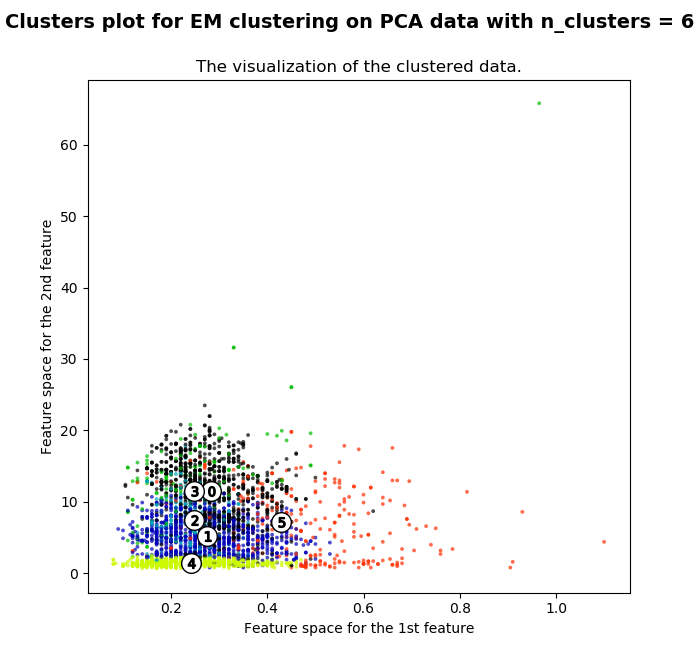 Clusters plot for EM clustering on PCA data with n_clusters = 6
The visualization of the clustered data.
60
50
40
30
20
10
0
Feature space for the 2nd feature
3 0
2
5
1
4
0.2 0.4 0.6 0.8 1.0
Feature space for the 1st feature